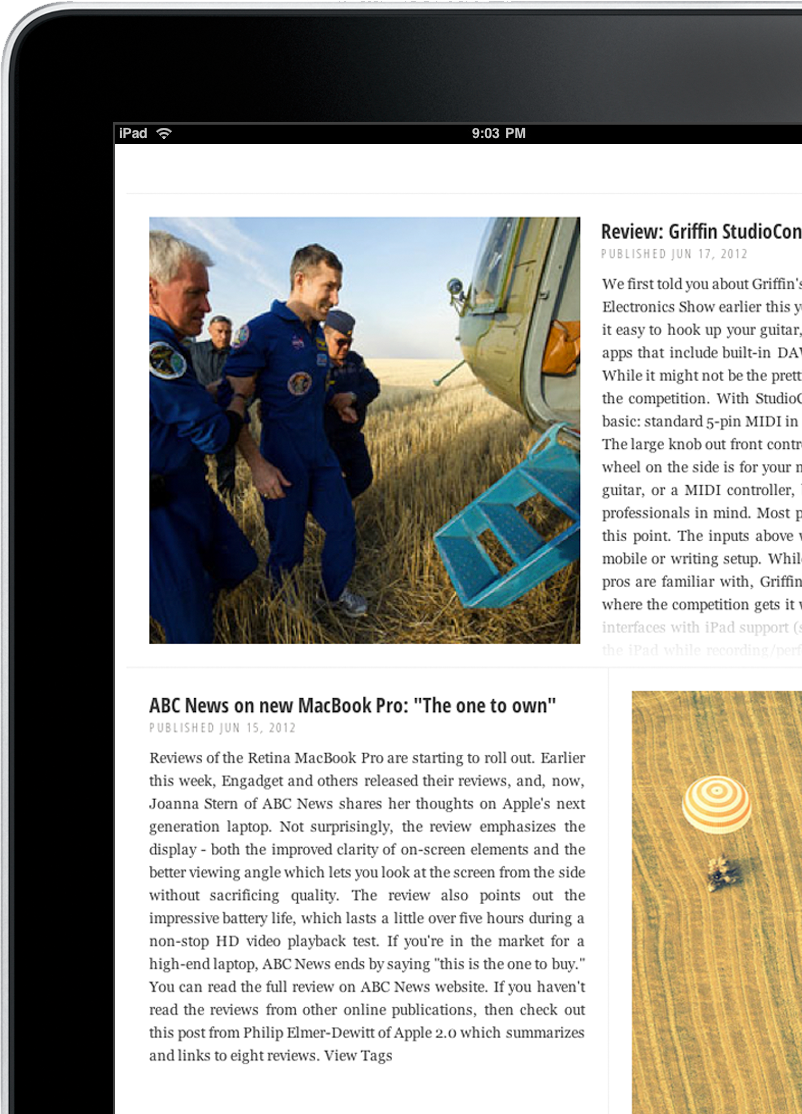 iPad
9:03 PM
Review: Griffin StudioCon
PUBLISHED JUN 17, 2012
We first told you about Griffin's
Electronics Show earlier this y
it easy to hook up your guitar,
apps that include built-in DAW
While it might not be the prett
the competition. With StudioC
basic: standard 5-pin MIDI in
The large knob out front contr
wheel on the side is for your m
guitar, or a MIDI controller,
professionals in mind. Most p
this point. The inputs above w
mobile or writing setup. Whil
pros are familiar with, Griffin
where the competition gets it w
interfaces with iPad support (s
the iPad while recording/perf
ABC News on new MacBook Pro: "The one to own"
PUBLISHED JUN 15, 2012
Reviews of the Retina MacBook Pro are starting to roll out. Earlier
this week, Engadget and others released their reviews, and, now,
Joanna Stern of ABC News shares her thoughts on Apple's next
generation laptop. Not surprisingly, the review emphasizes the
display - both the improved clarity of on-screen elements and the
better viewing angle which lets you look at the screen from the side
without sacrificing quality. The review also points out the
impressive battery life, which lasts a little over five hours during a
non-stop HD video playback test. If you're in the market for a
high-end laptop, ABC News ends by saying "this is the one to buy."
You can read the full review on ABC News website. If you haven't
read the reviews from other online publications, then check out
this post from Philip Elmer-Dewitt of Apple 2.0 which summarizes
and links to eight reviews. View Tags